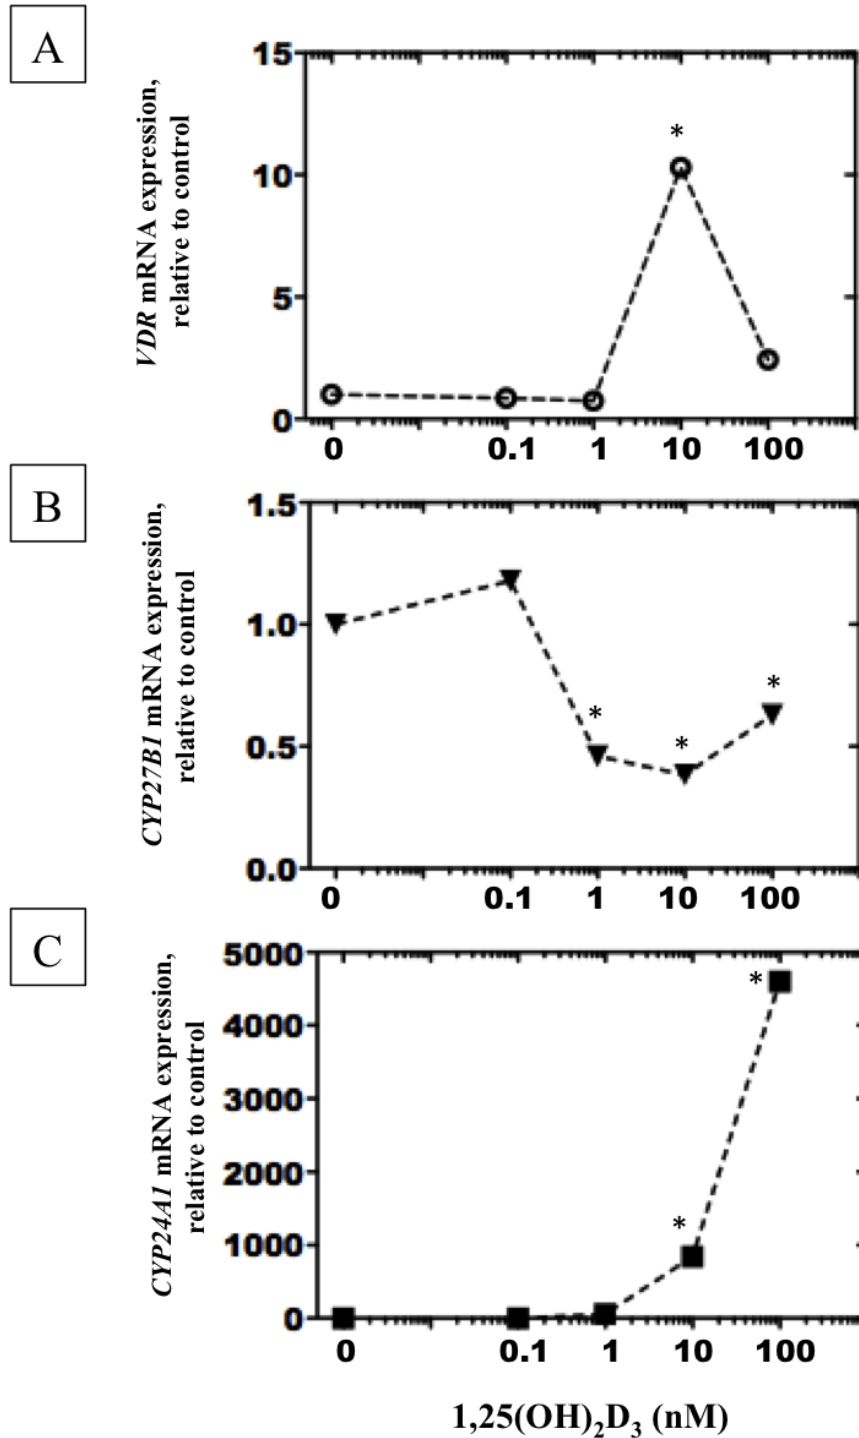 A
VDR mRNA expression,
relative to control
15
10
5
0
*
0 0.1 1 10 100
B
CYP27B1 mRNA expression,
relative to control
1.5
1.0
0.5
0.0
* * *
0 0.1 1 10 100
C
CYP24A1 mRNA expression,
relative to control
5000
4000
3000
2000
1000
0
* *
0 0.1 1 10 100
1,25(OH)₂D₃ (nM)